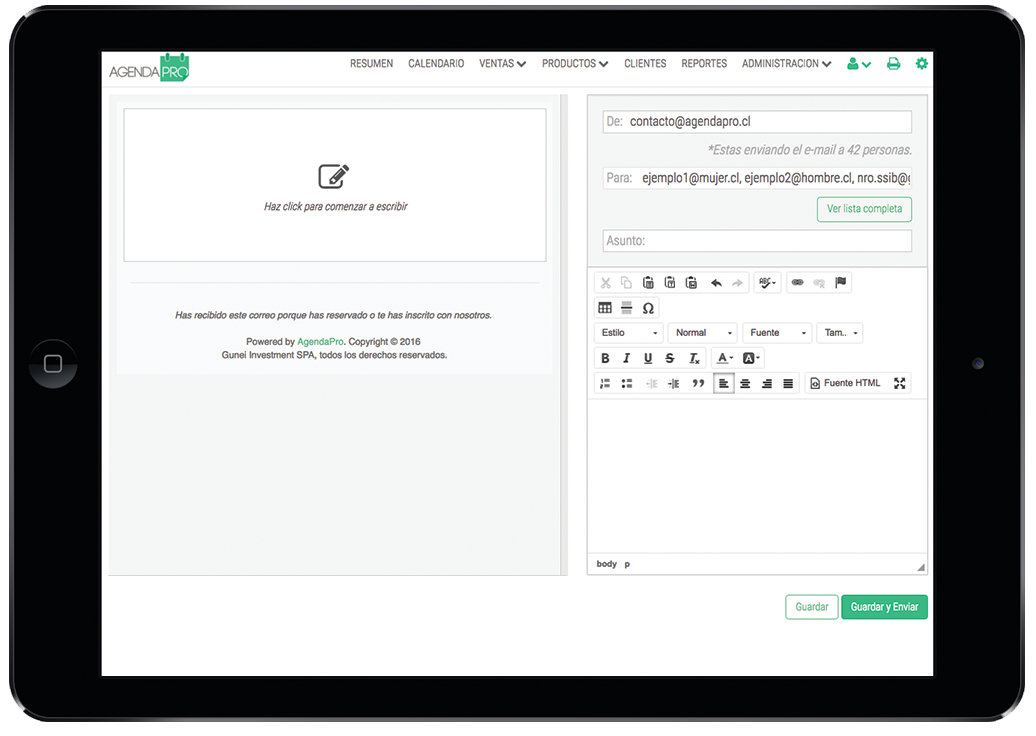 AGENDAPRO
RESUMEN CALENDARIO VENTAS PRODUCTOS CLIENTES REPORTES ADMINISTRACION
Haz click para comenzar a escribir
Has recibido este correo porque has reservado o te has inscrito con nosotros.
Powered by AgendaPro. Copyright © 2016
Gunei Investment SPA, todos los derechos reservados.
De: contacto@agendapro.cl
*Estas enviando el e-mail a 42 personas.
Para: ejemplo1@mujer.cl, ejemplo2@hombre.cl, nro.ssib@g
Ver lista completa
Asunto:
ABC
Ω
Estilo Normal Fuente Tam..
B I U S Tx A A
Fuente HTML
body p
Guardar Guardar y Enviar